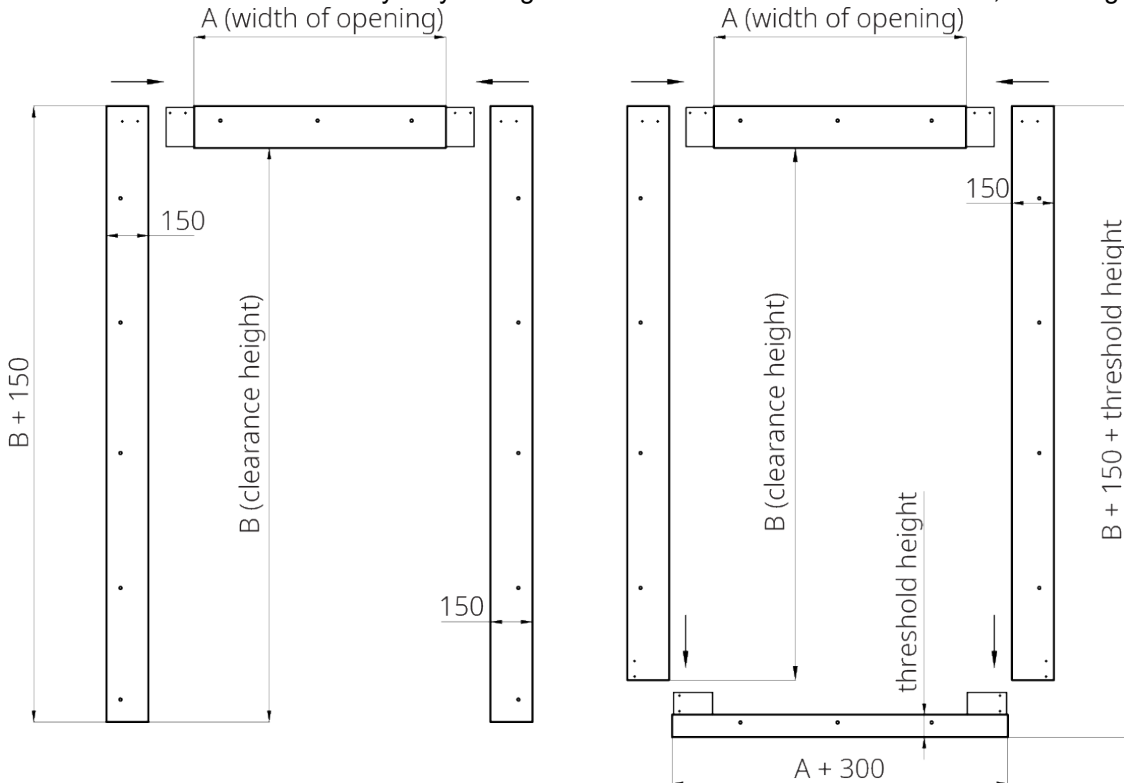 A (width of opening)
A (width of opening)
150
150
B + 150
B (clearance height)
B (clearance height)
B + 150 + threshold height
threshold height
150
A + 300